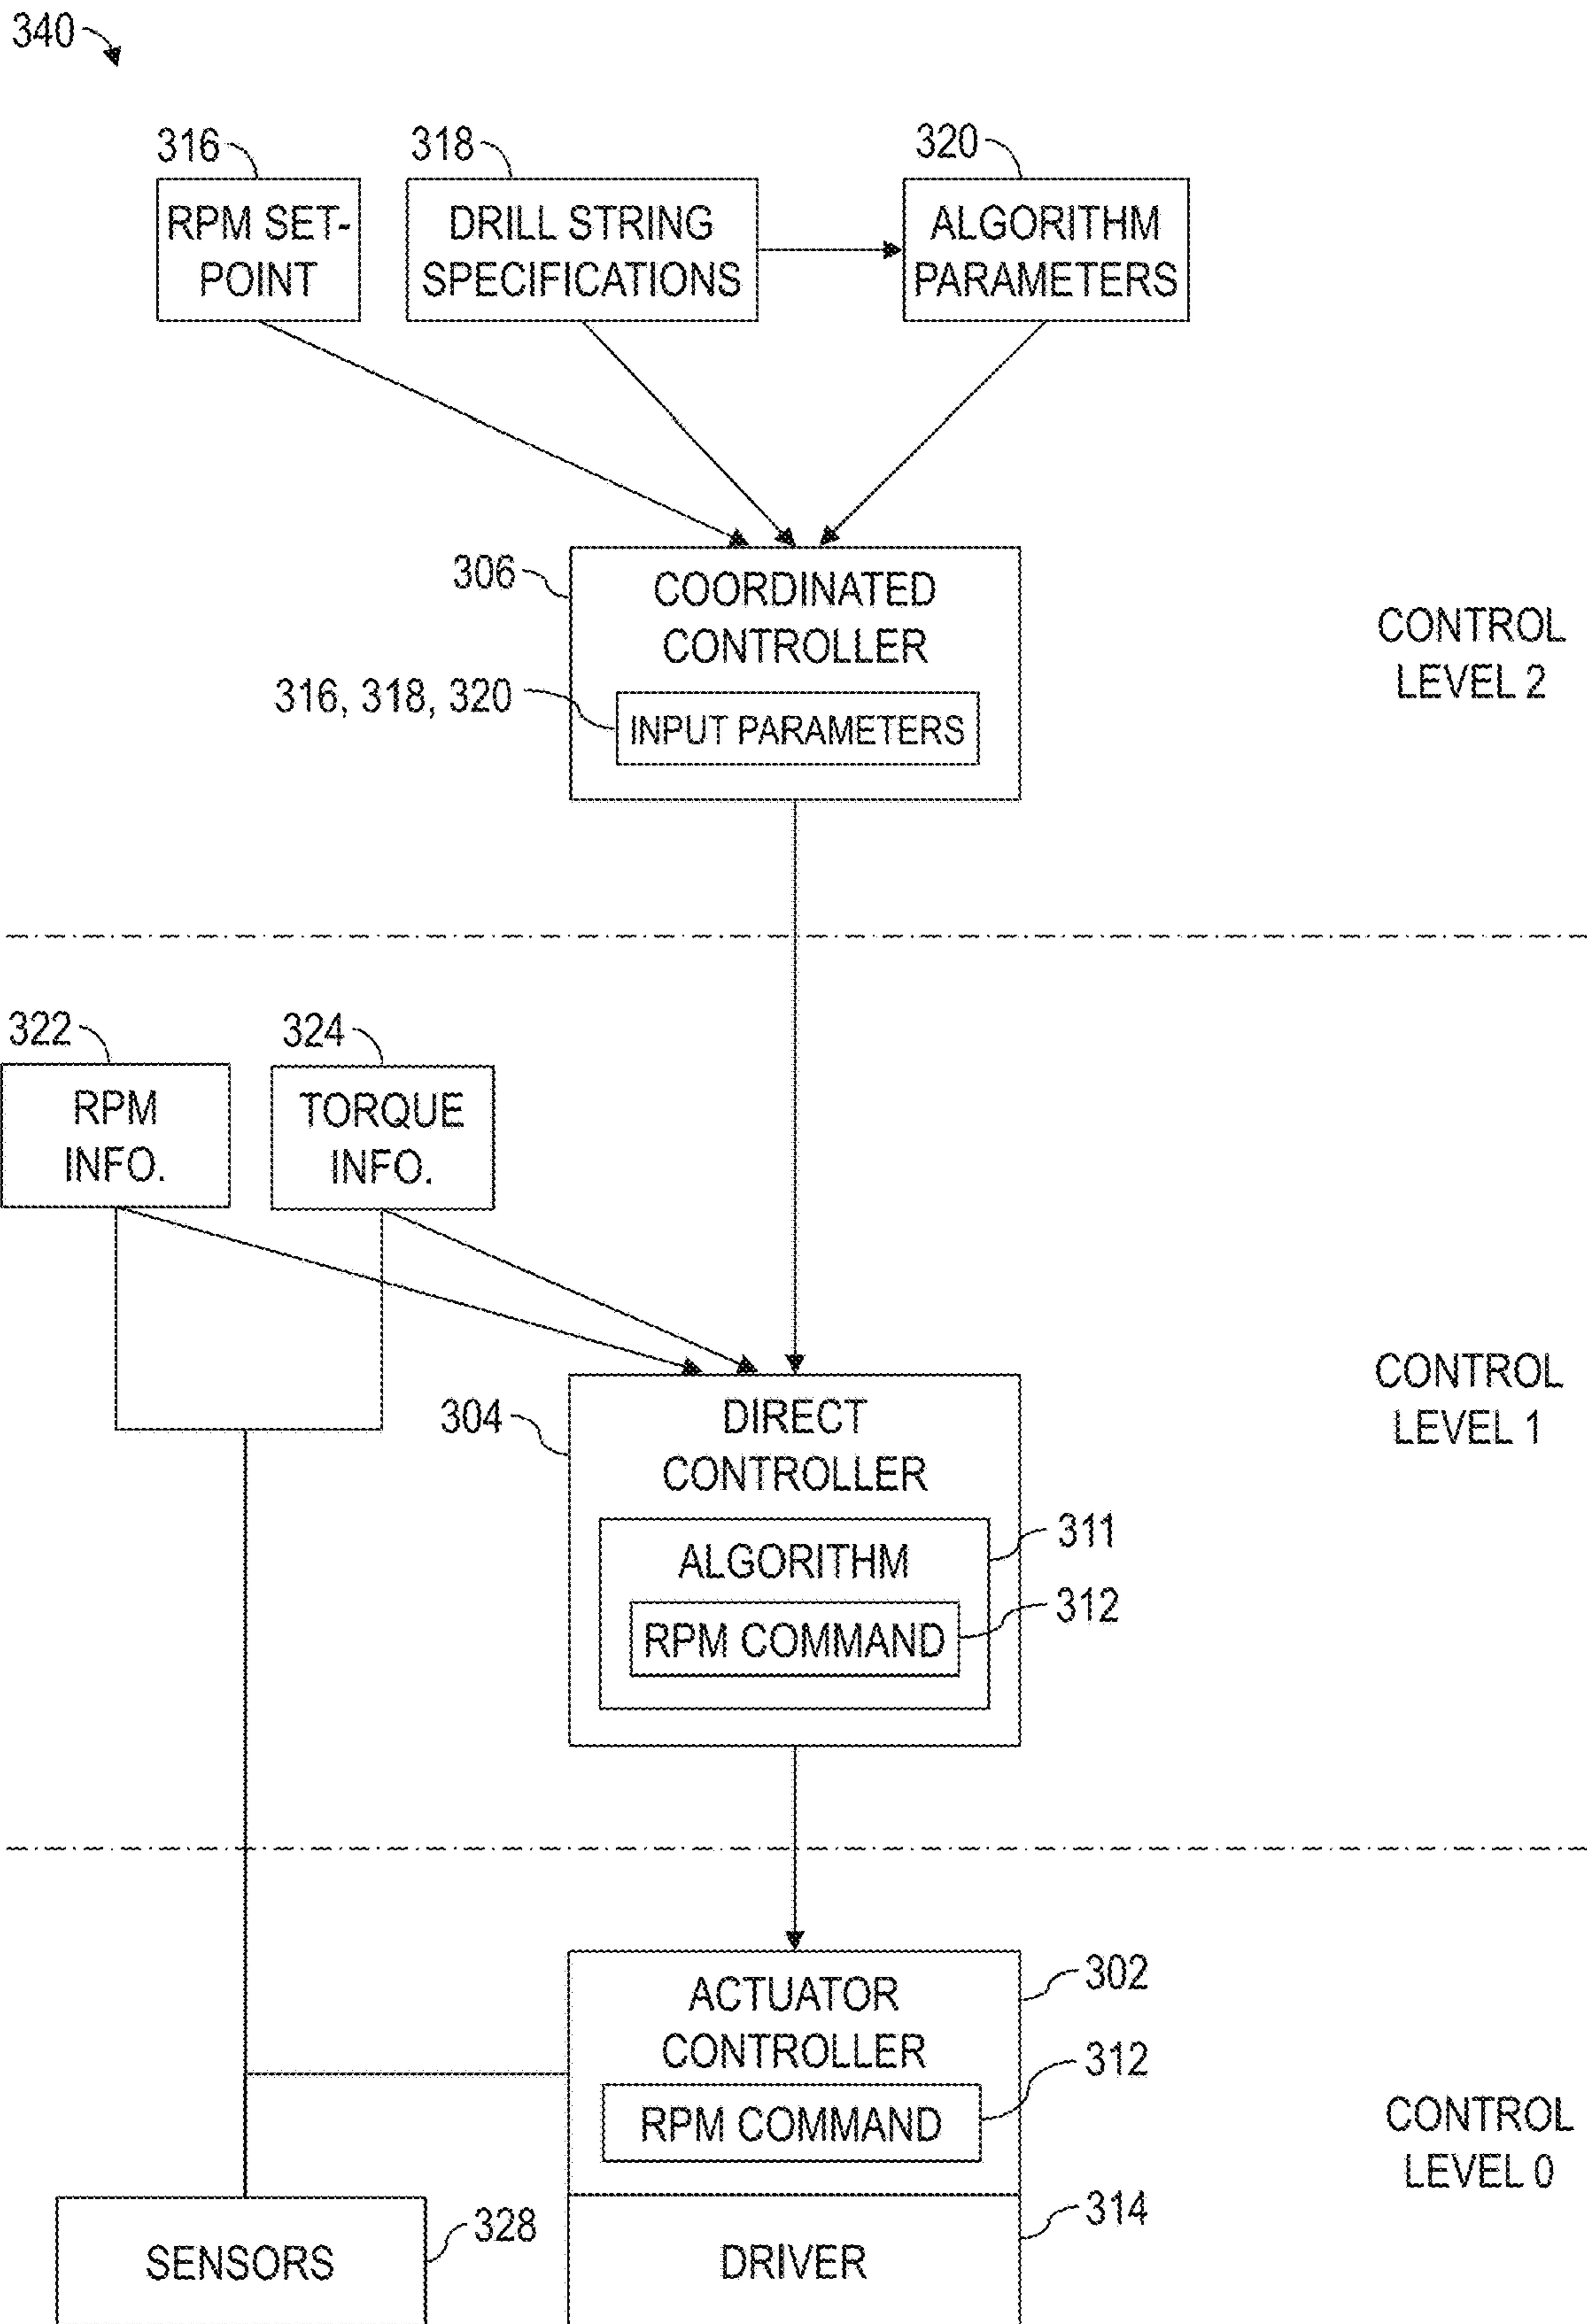 340
316
318
320
RPM SET-
POINT
DRILL STRING
SPECIFICATIONS
ALGORITHM
PARAMETERS
306
COORDINATED
CONTROLLER
316, 318, 320
INPUT PARAMETERS
CONTROL
LEVEL 2
322
324
RPM
INFO.
TORQUE
INFO.
304
DIRECT
CONTROLLER
ALGORITHM
311
RPM COMMAND
312
CONTROL
LEVEL 1
ACTUATOR
CONTROLLER
302
RPM COMMAND
312
CONTROL
LEVEL 0
SENSORS
328
DRIVER
314